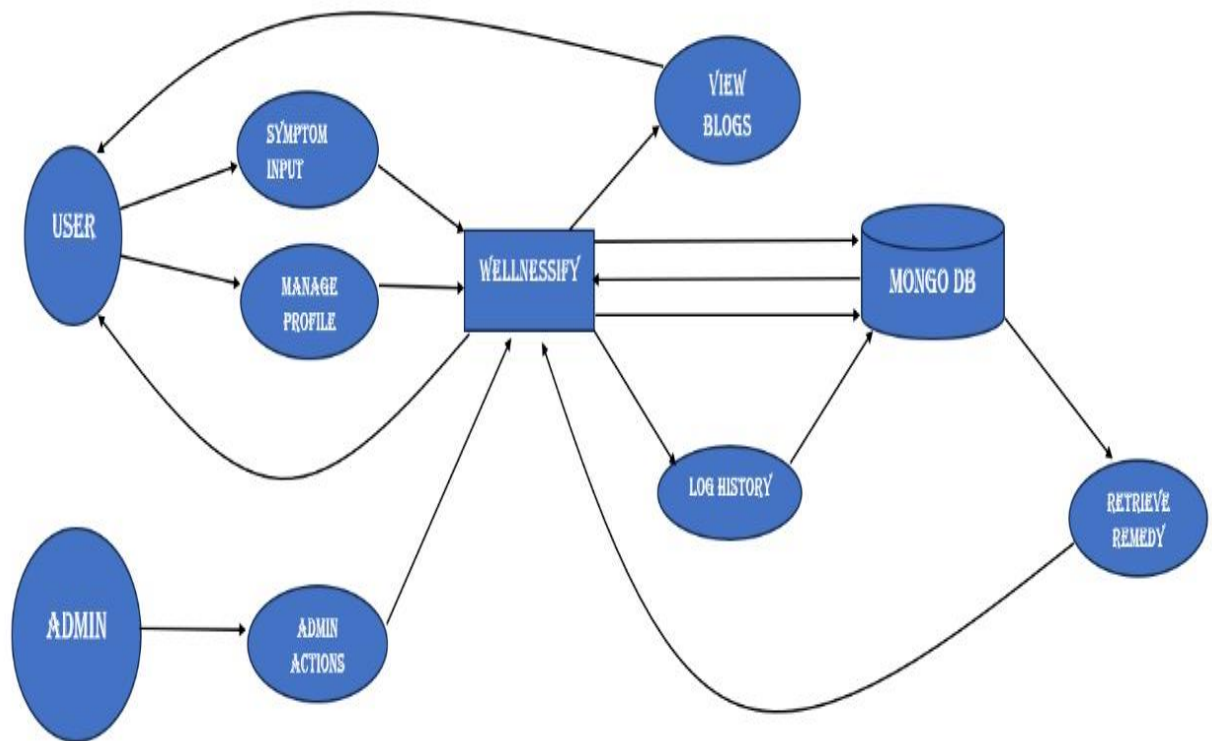 VIEW
BLOGS
SYMPTOM
INPUT
USER
WELLNESSIFY
MONGO DB
MANAGE
PROFILE
LOG HISTORY
RETRIEVE
REMEDY
ADMIN
ADMIN
ACTIONS